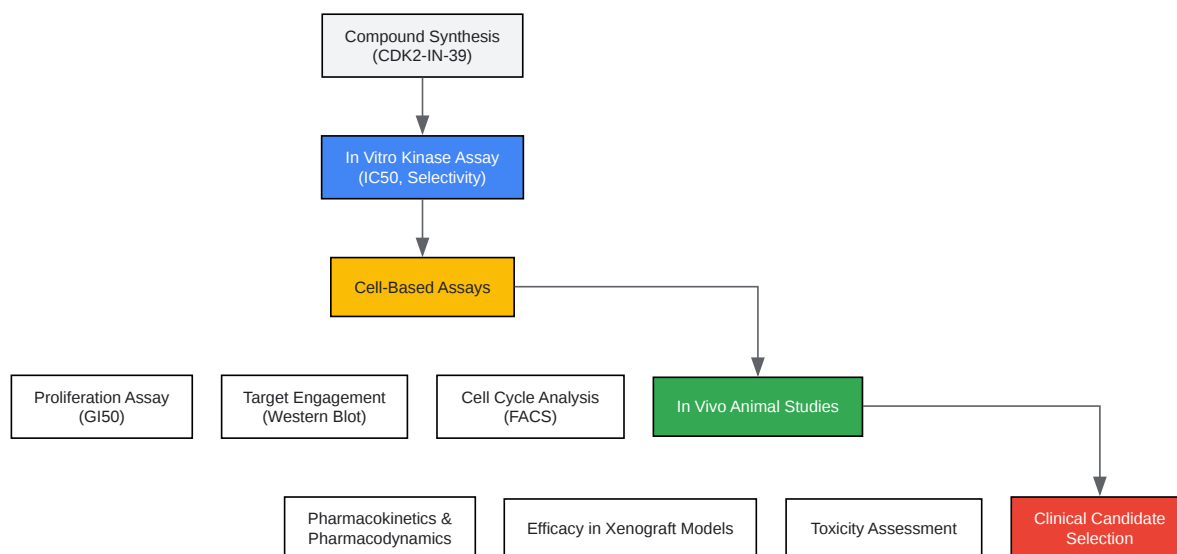 Compound Synthesis
(CDK2-IN-39)
In Vitro Kinase Assay
(IC50, Selectivity)
Cell-Based Assays
Proliferation Assay
(GI50)
Target Engagement
(Western Blot)
Cell Cycle Analysis
(FACS)
In Vivo Animal Studies
Pharmacokinetics &
Pharmacodynamics
Efficacy in Xenograft Models
Toxicity Assessment
Clinical Candidate
Selection